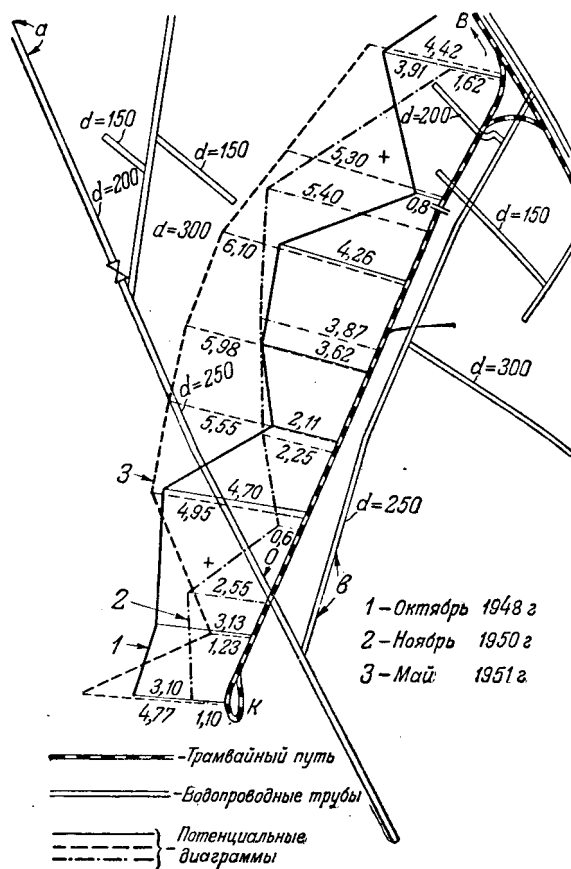 a
В
4,42
3,91
1,62
d=200
d=150
d=150
d=200
5,30
+
5,40
0,8
d=150
d=300
6,10
4,26
3,87
3,62
5,98
d=300
d=250
5,55
2,11
2,25
3
4,70
4,95
d=250
0,6
0
+
2
2,55
в
1
3,13
1,23
3,10
4,77
1,10
К
1-Октябрь 1948 г
2-Ноябрь 1950 г
3-Май 1951 г.
-Трамвайный путь
-Водопроводные трубы
-Потенциальные
диаграммы